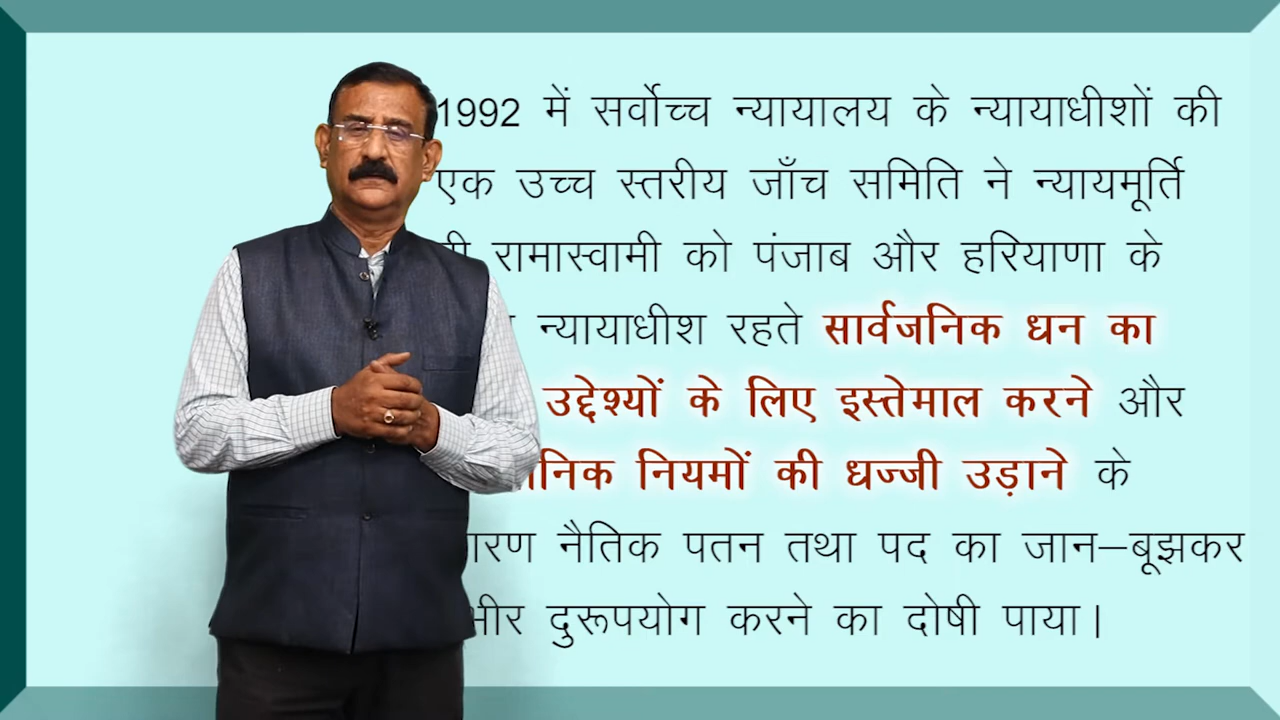 1992 में सर्वोच्च न्यायालय के न्यायाधीशों की
एक उच्च स्तरीय जाँच समिति ने न्यायमूर्ति
रामास्वामी को पंजाब और हरियाणा के
न्यायाधीश रहते सार्वजनिक धन का
उद्देश्यों के लिए इस्तेमाल करने और
नियमों की धज्जी उड़ाने के
नैतिक पतन तथा पद का जान–बूझकर
दुरूपयोग करने का दोषी पाया।